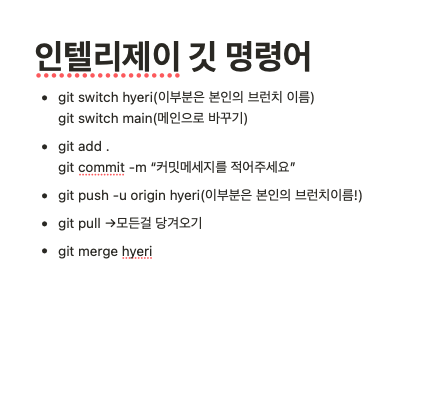 인텔리제이 깃 명령어
• git switch hyeri(이부분은 본인의 브런치 이름)
git switch main(메인으로 바꾸기)
• git add .
git commit -m “커밋메세지를 적어주세요”
• git push -u origin hyeri(이부분은 본인의 브런치이름!)
• git pull →모든걸 당겨오기
• git merge hyeri